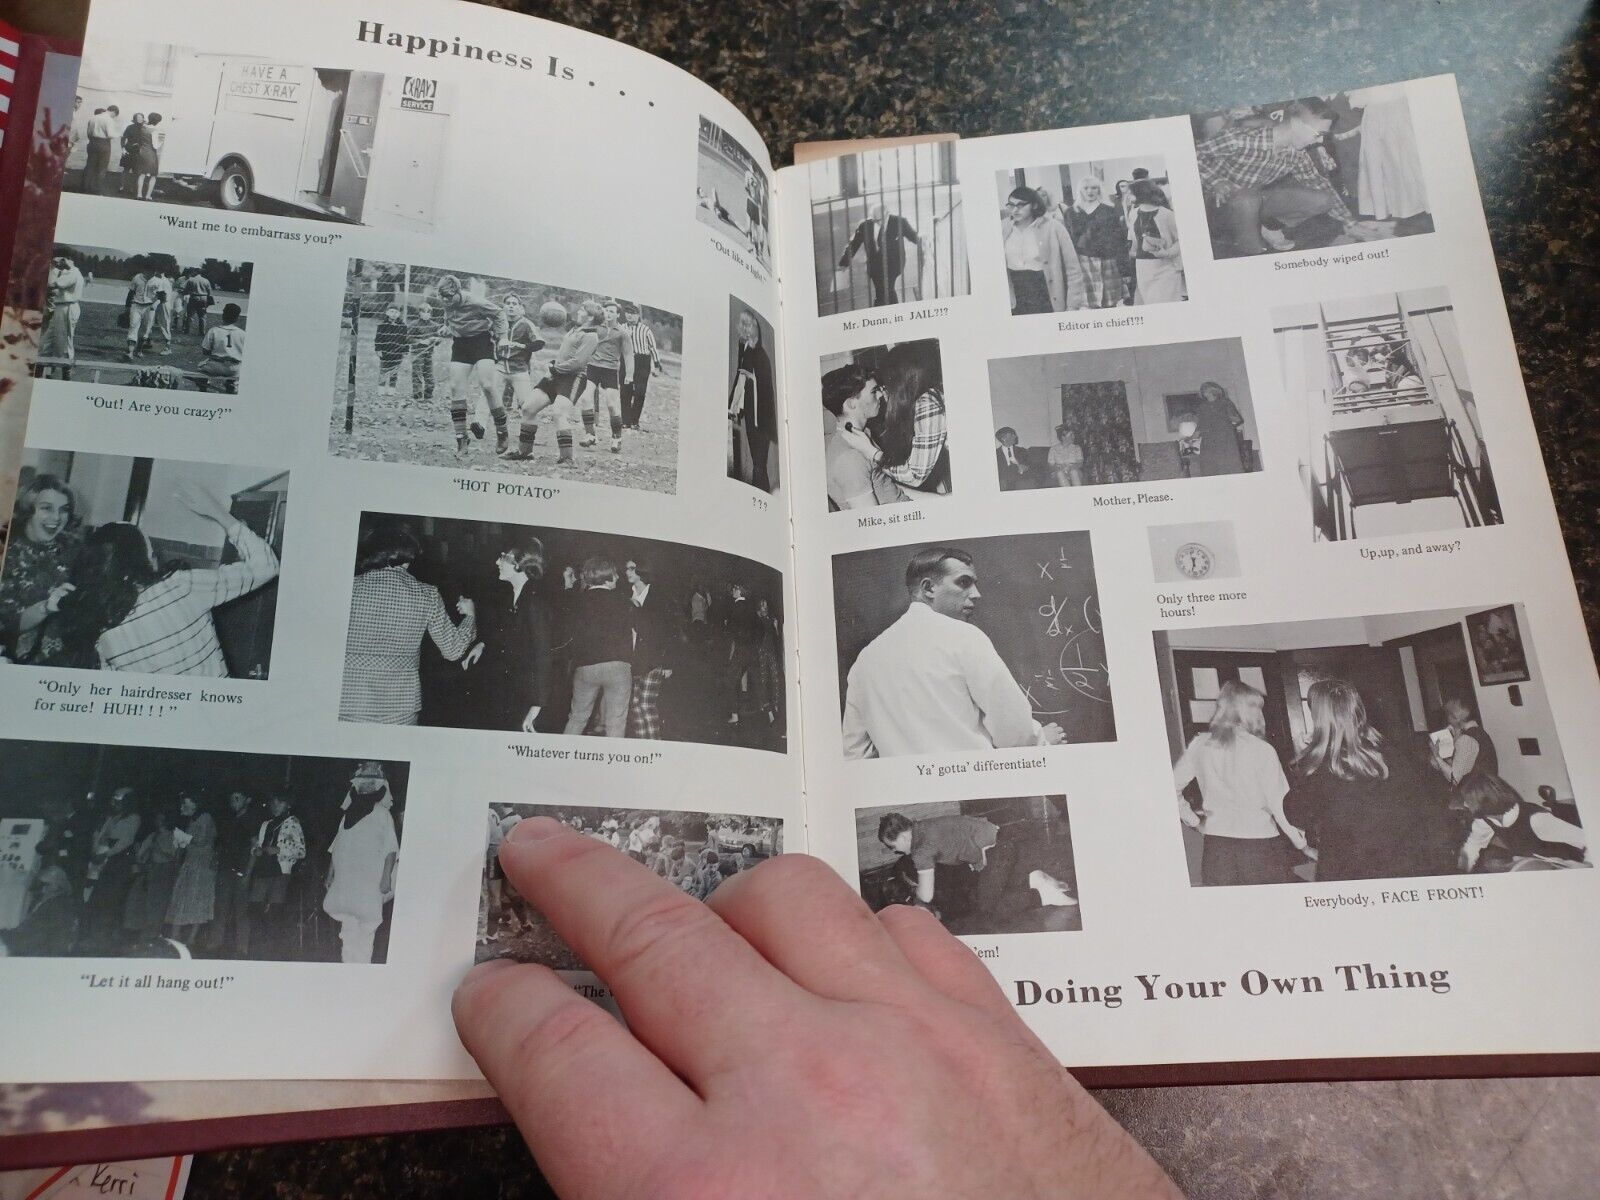 Happiness Is . . . .
HAVE A
CHEST X-RAY
X-RAY
SERVICE
"Want me to embarrass you?"
"Out like a light."
1
"Out! Are you crazy?"
"HOT POTATO"
???
"Only her hairdresser knows
for sure! HUH!!!"
"Whatever turns you on!"
"Let it all hang out!"
"The
Mr. Dunn, in JAIL?!?
Editor in chief!?!
Somebody wiped out!
Mike, sit still.
Mother, Please.
Up,up, and away?
Only three more
hours!
Ya' gotta' differentiate!
Everybody, FACE FRONT!
'em!
Doing Your Own Thing
Kerri